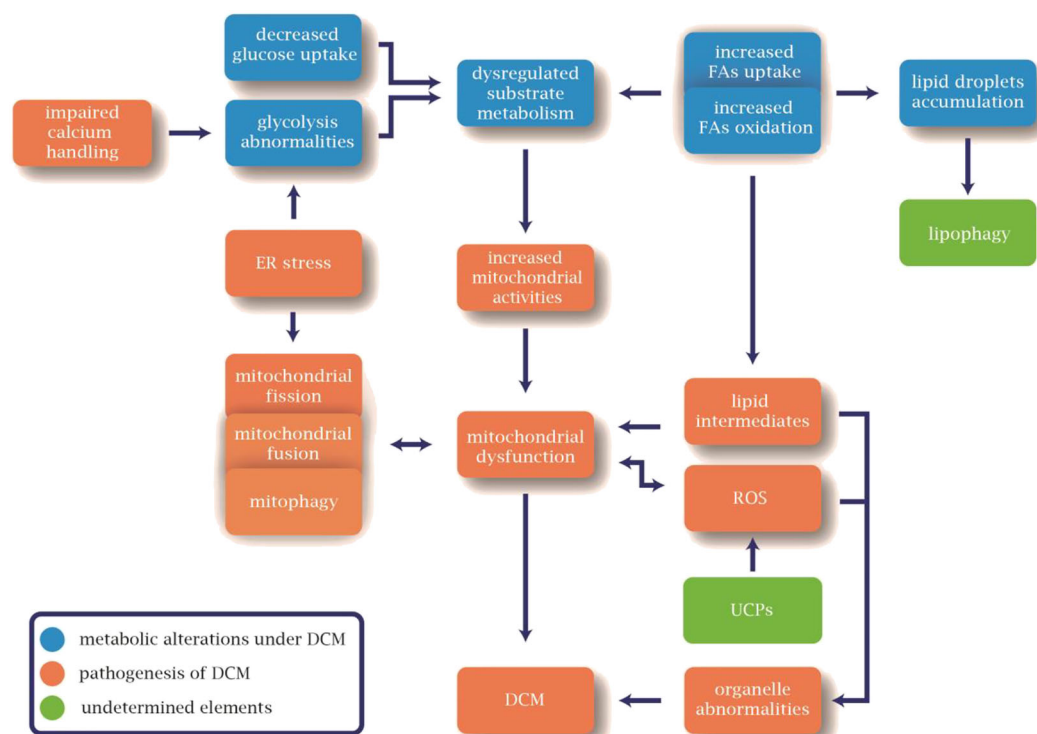 decreased
glucose uptake
increased
FAs uptake
dysregulated
substrate
metabolism
lipid droplets
accumulation
increased
FAs oxidation
impaired
calcium
handling
glycolysis
abnormalities
lipophagy
ER stress
increased
mitochondrial
activities
mitochondrial
fission
lipid
intermediates
mitochondrial
fusion
mitochondrial
dysfunction
mitophagy
ROS
UCPs
metabolic alterations under DCM
pathogenesis of DCM
undetermined elements
DCM
organelle
abnormalities